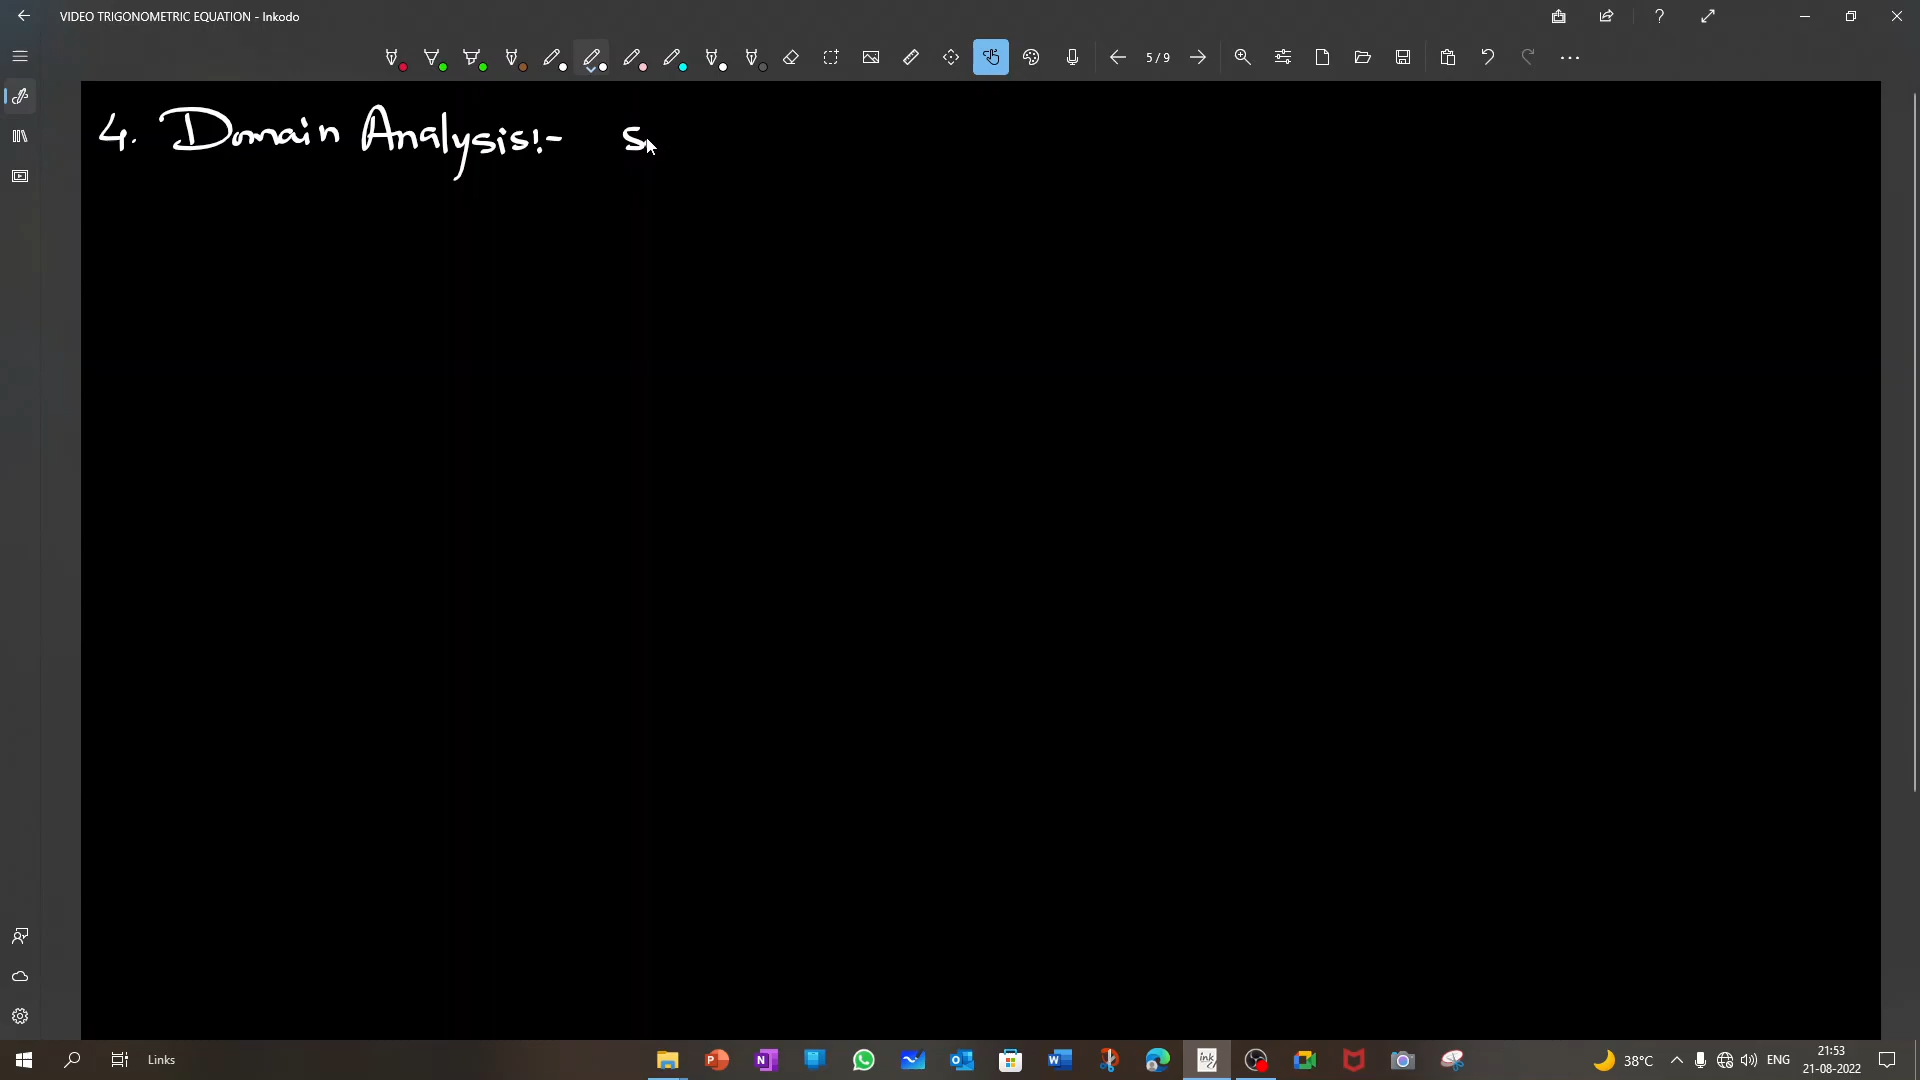 VIDEO TRIGONOMETRIC EQUATION - Inkodo
5 / 9
4. Domain Analysis:- S
Links
38°C
ENG
21:53
21-08-2022